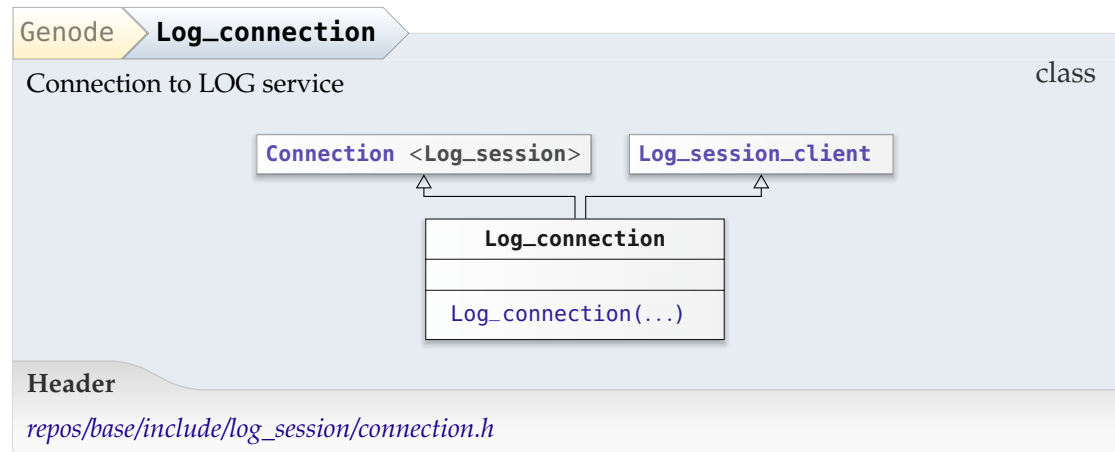 Genode Log_connection
Connection to LOG service
class
Connection <Log_session>
Log_session_client
Log_connection
Log_connection(...)
Header
repos/base/include/log_session/connection.h